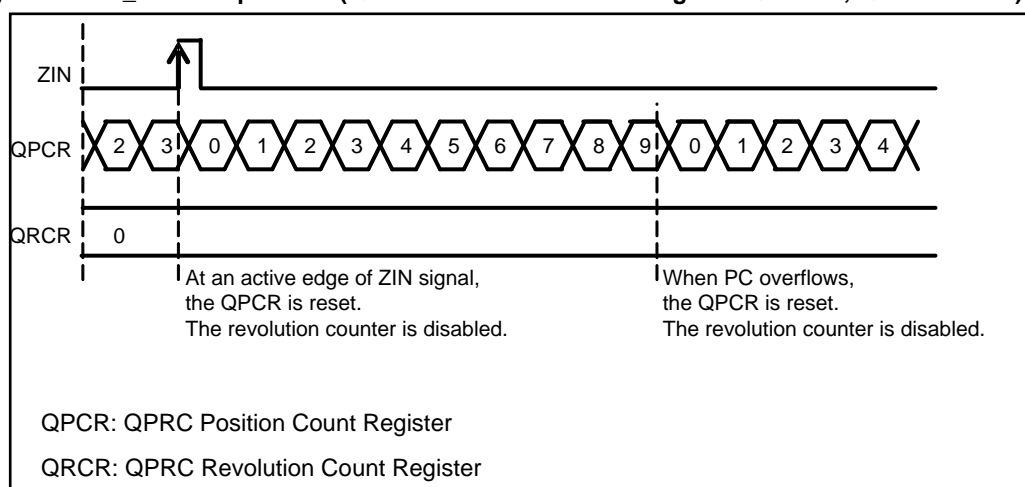 ZIN
QPCR 2 3 0 1 2 3 4 5 6 7 8 9 0 1 2 3 4
QRCR 0
At an active edge of ZIN signal,
the QPCR is reset.
The revolution counter is disabled.
When PC overflows,
the QPCR is reset.
The revolution counter is disabled.
QPCR: QPRC Position Count Register
QRCR: QPRC Revolution Count Register